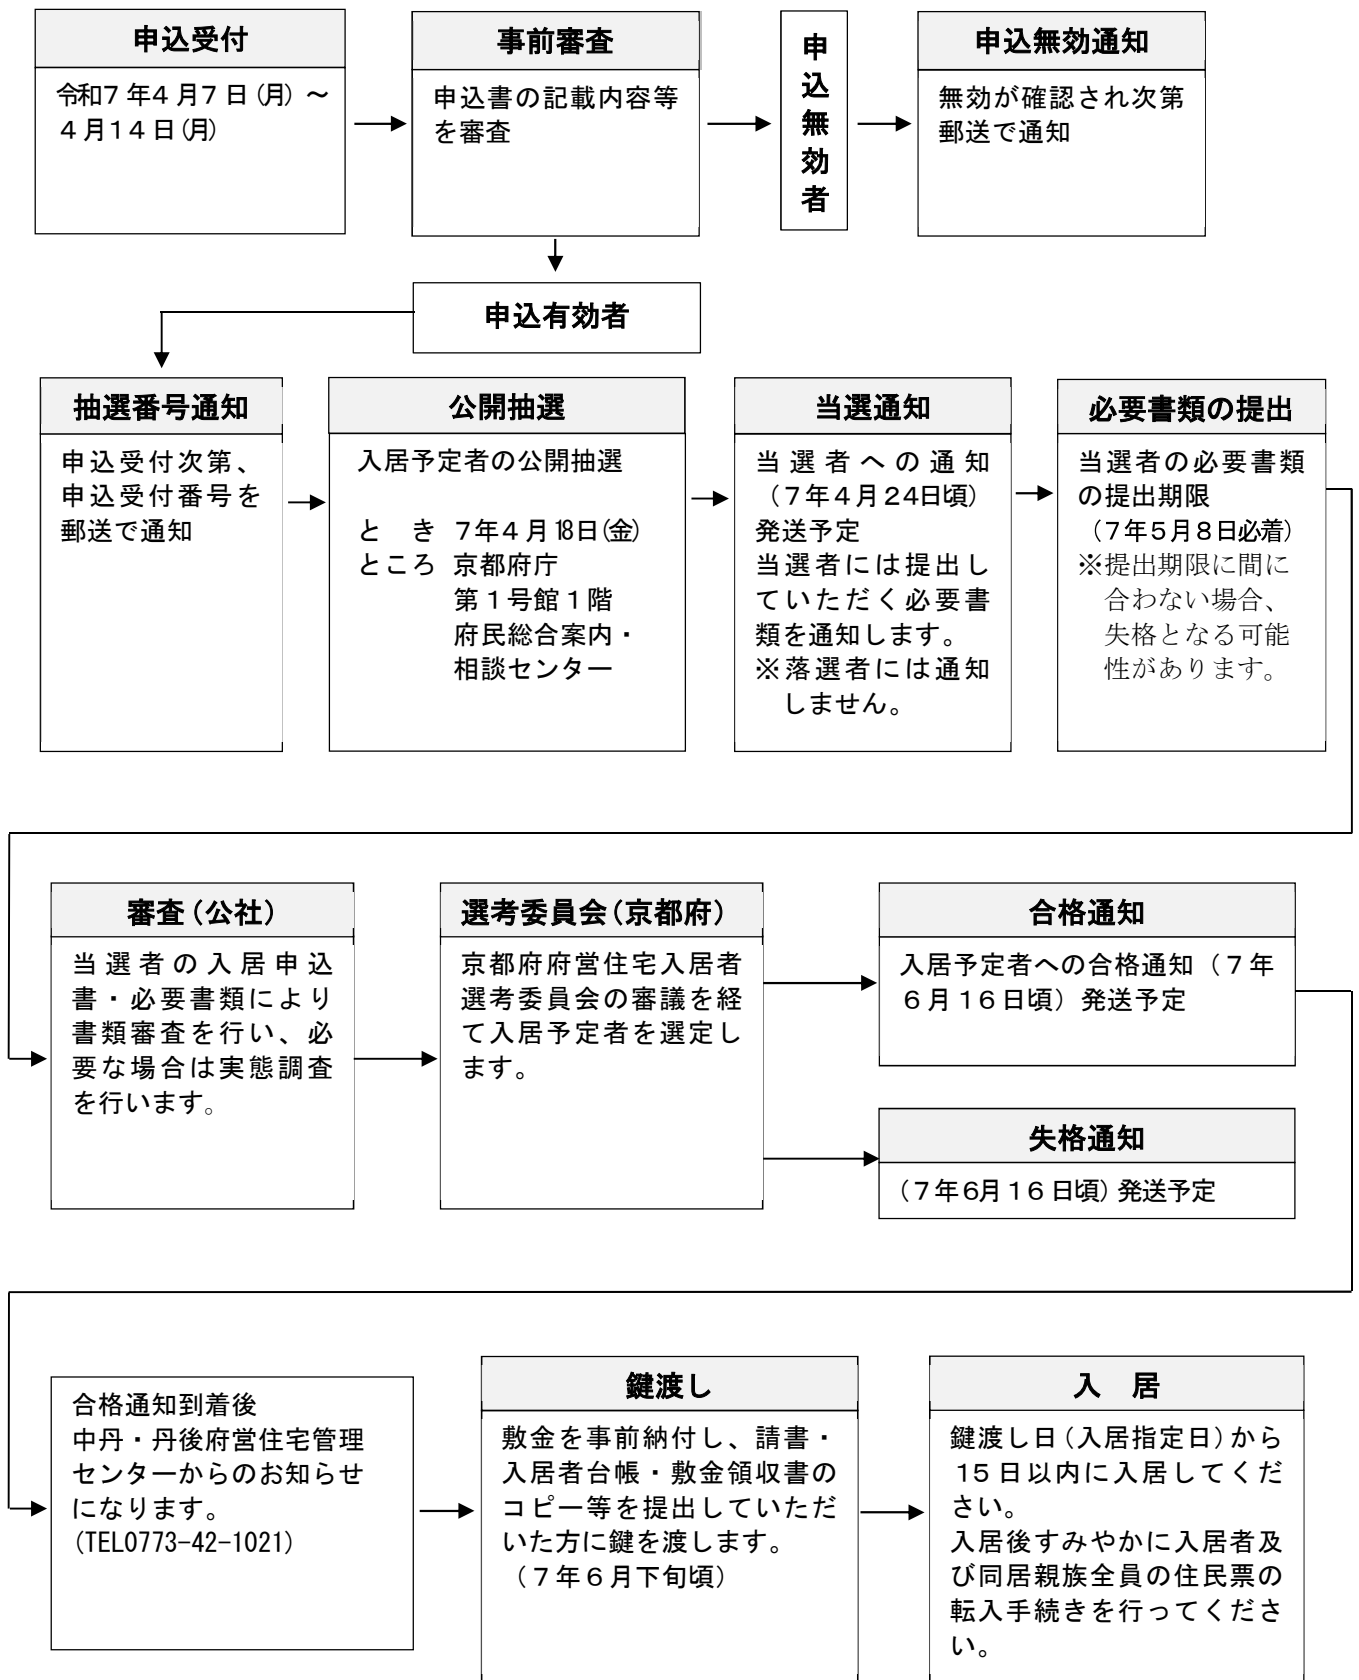 申込受付
令和7年4月7日(月)～
4月14日(月)
事前審査
申込書の記載内容等
を審査
申込無効者
申込無効通知
無効が確認され次第
郵送で通知
申込有効者
抽選番号通知
申込受付次第、
申込受付番号を
郵送で通知
公開抽選
入居予定者の公開抽選
と　き　7年4月18日(金)
ところ　京都府庁
第1号館1階
府民総合案内・
相談センター
当選通知
当選者への通知
(7年4月24日頃)
発送予定
当選者には提出し
ていただく必要書
類を通知します。
※落選者には通知
しません。
必要書類の提出
当選者の必要書類
の提出期限
(7年5月8日必着)
※提出期限に間に
合わない場合、
失格となる可能
性があります。
審査(公社)
当選者の入居申込
書・必要書類により
書類審査を行い、必
要な場合は実態調査
を行います。
選考委員会(京都府)
京都府府営住宅入居者
選考委員会の審議を経
て入居予定者を選定し
ます。
合格通知
入居予定者への合格通知（7年
6月16日頃）発送予定
失格通知
(7年6月16日頃)発送予定
合格通知到着後
中丹・丹後府営住宅管理
センターからのお知らせ
になります。
(TEL0773-42-1021)
鍵渡し
敷金を事前納付し、請書・
入居者台帳・敷金領収書の
コピー等を提出していただ
いた方に鍵を渡します。
(7年6月下旬頃)
入　居
鍵渡し日(入居指定日)から
15日以内に入居してくだ
さい。
入居後すみやかに入居者及
び同居親族全員の住民票の
転入手続きを行ってくださ
い。